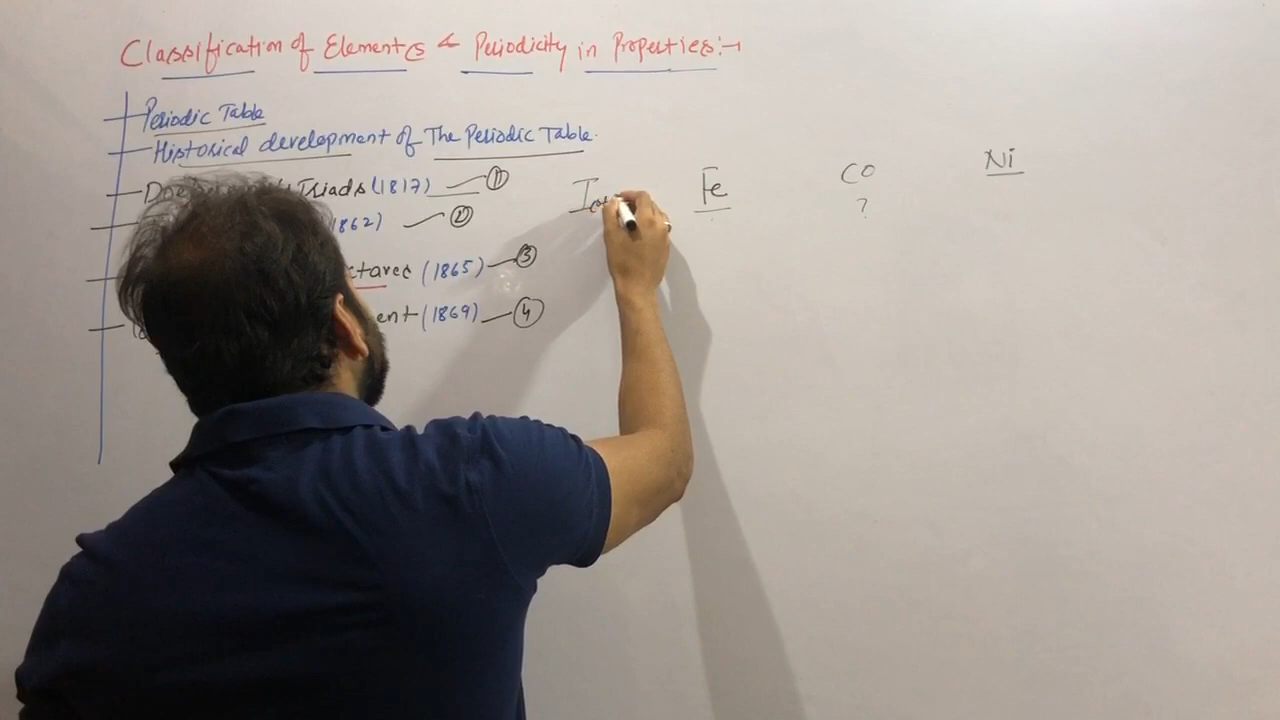 Classification of Elements & Periodicity in Properties:-
Periodic Table
Historical development of The Periodic Table.
Triads (1817) — 1
1862) — 2
ctaves (1865) — 3
ent (1869) — 4
Fe CO Ni
?